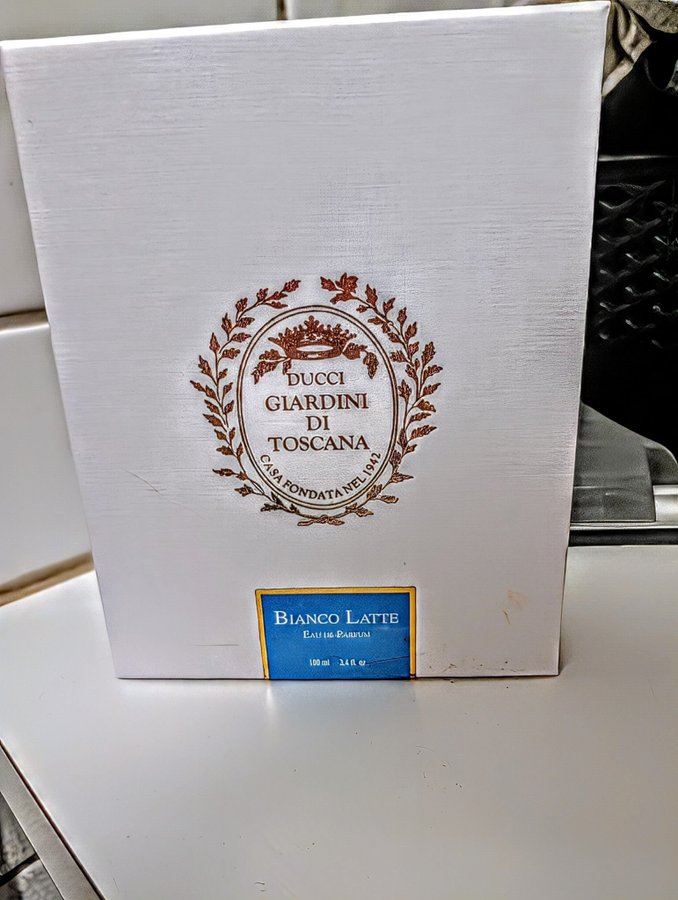 DUCCI
GIARDINI
DI
TOSCANA
CASA FONDATA NEL 1942
BIANCO LATTE
EAU DE PARFUM
100 ml 3.4 fl. oz